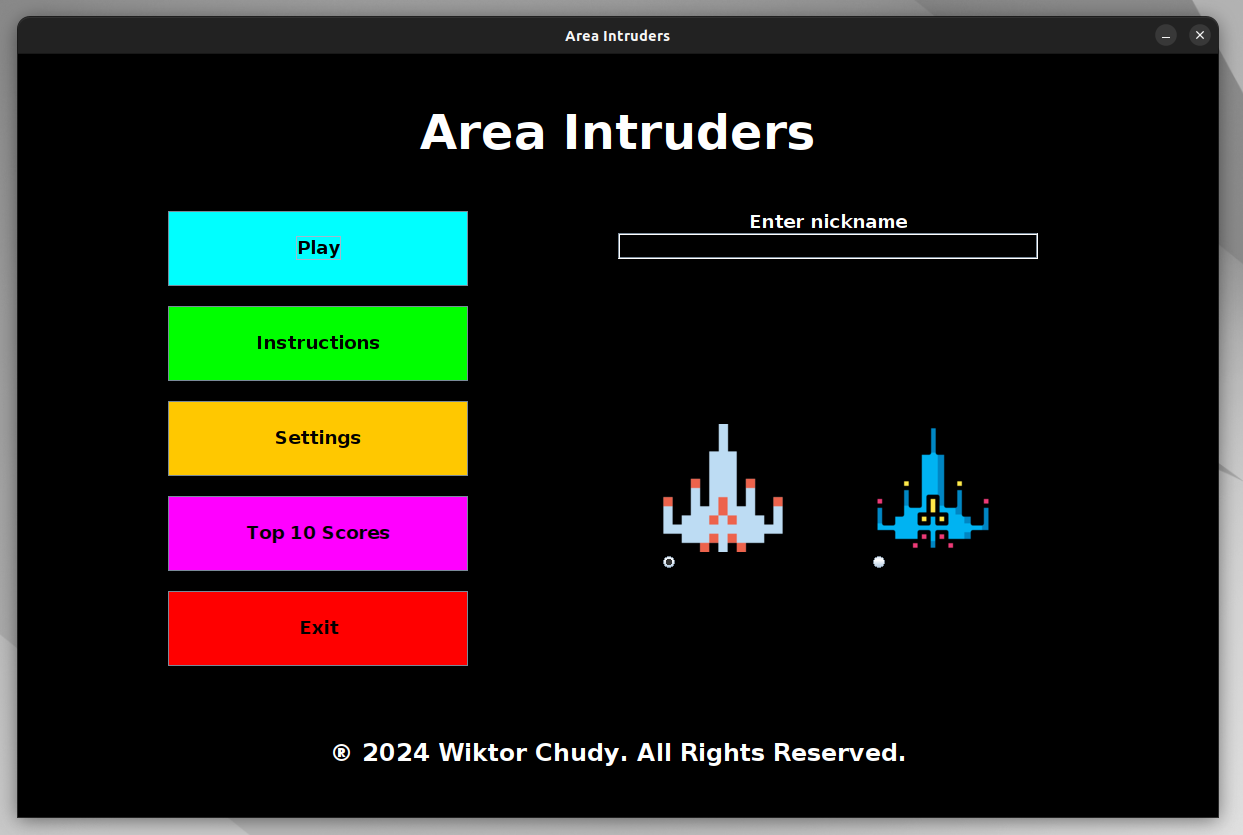 Area Intruders
Area Intruders
Play
Enter nickname
Instructions
Settings
Top 10 Scores
Exit
® 2024 Wiktor Chudy. All Rights Reserved.